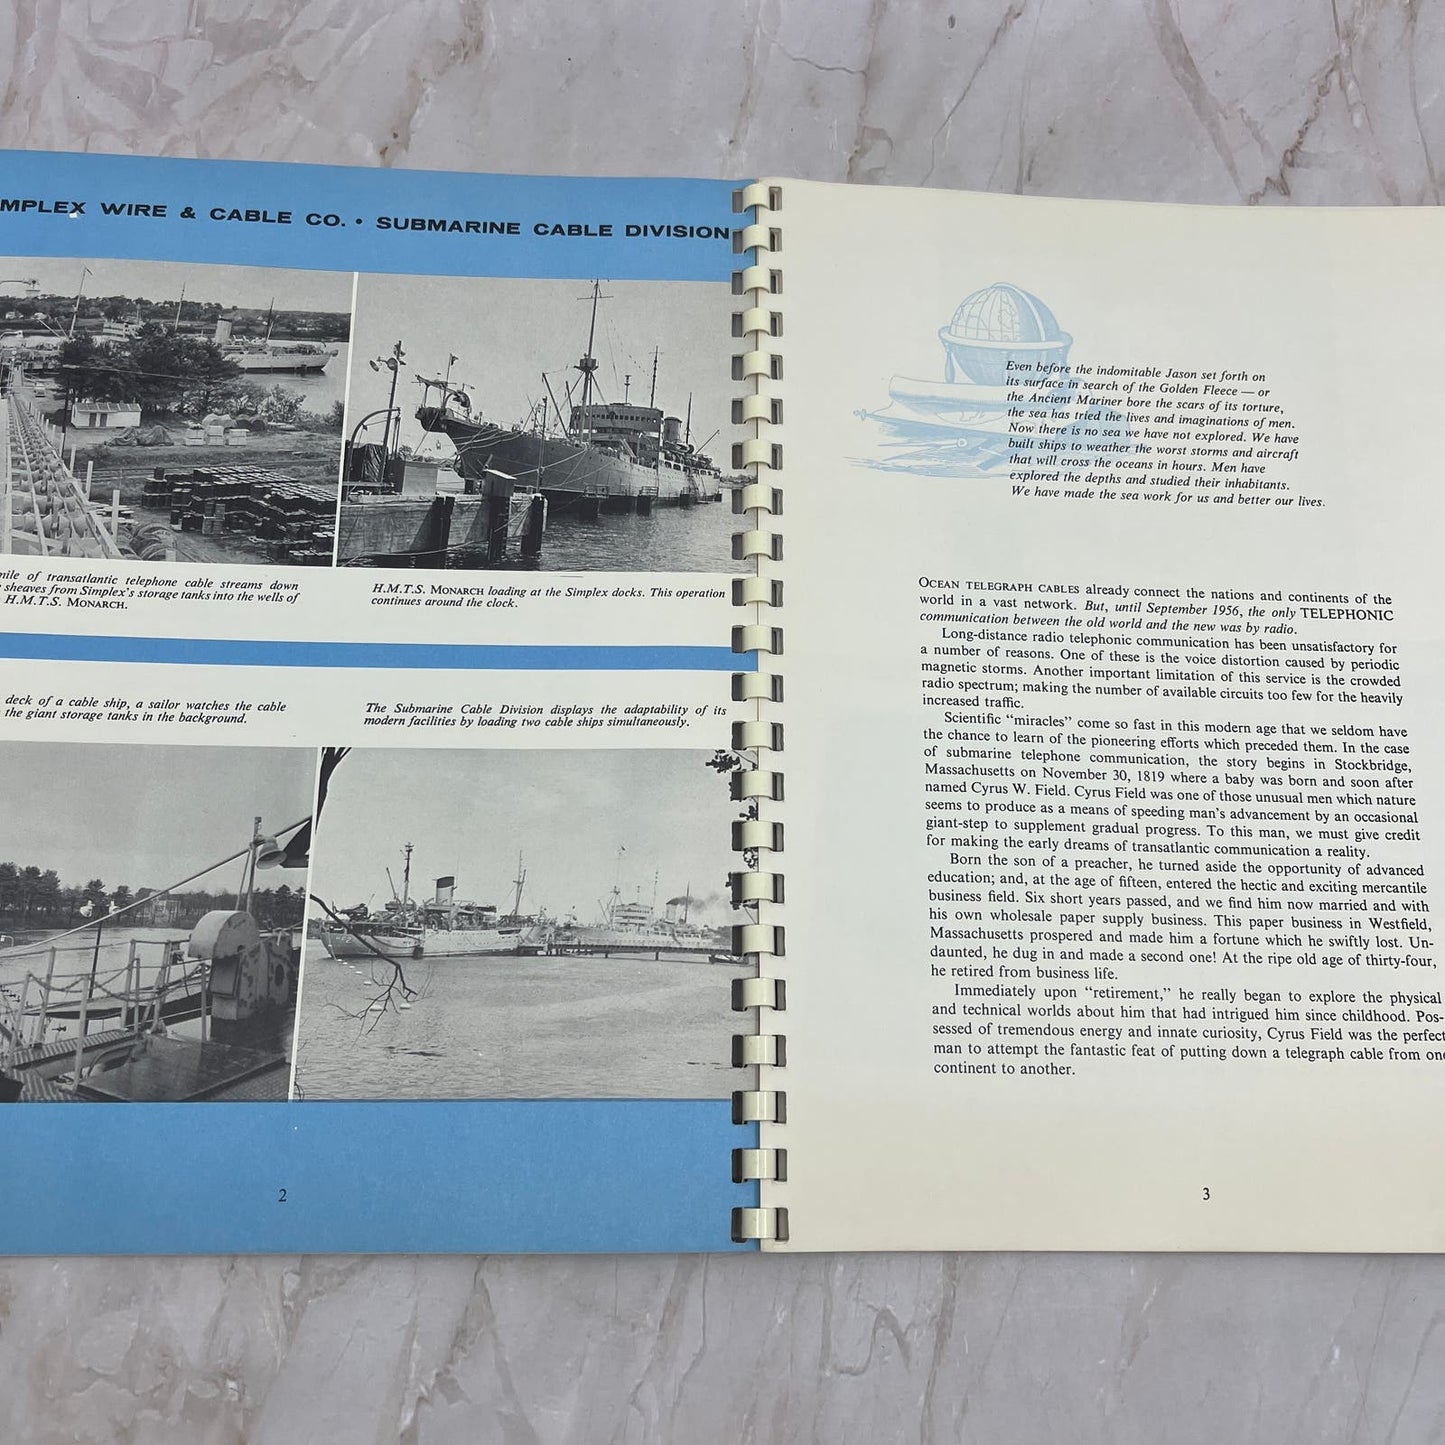 MPLEX WIRE & CABLE CO. • SUBMARINE CABLE DIVISION
mile of transatlantic telephone cable streams down
sheaves from Simplex's storage tanks into the wells of
H.M.T.S. MONARCH.
H.M.T.S. MONARCH loading at the Simplex docks. This operation
continues around the clock.
deck of a cable ship, a sailor watches the cable
the giant storage tanks in the background.
The Submarine Cable Division displays the adaptability of its
modern facilities by loading two cable ships simultaneously.
2
Even before the indomitable Jason set forth on
its surface in search of the Golden Fleece — or
the Ancient Mariner bore the scars of its torture,
the sea has tried the lives and imaginations of men.
Now there is no sea we have not explored. We have
built ships to weather the worst storms and aircraft
that will cross the oceans in hours. Men have
explored the depths and studied their inhabitants.
We have made the sea work for us and better our lives.
OCEAN TELEGRAPH CABLES already connect the nations and continents of the
world in a vast network. But, until September 1956, the only TELEPHONIC
communication between the old world and the new was by radio.
Long-distance radio telephonic communication has been unsatisfactory for
a number of reasons. One of these is the voice distortion caused by periodic
magnetic storms. Another important limitation of this service is the crowded
radio spectrum; making the number of available circuits too few for the heavily
increased traffic.
Scientific “miracles” come so fast in this modern age that we seldom have
the chance to learn of the pioneering efforts which preceded them. In the case
of submarine telephone communication, the story begins in Stockbridge,
Massachusetts on November 30, 1819 where a baby was born and soon after
named Cyrus W. Field. Cyrus Field was one of those unusual men which nature
seems to produce as a means of speeding man's advancement by an occasional
giant-step to supplement gradual progress. To this man, we must give credit
for making the early dreams of transatlantic communication a reality.
Born the son of a preacher, he turned aside the opportunity of advanced
education; and, at the age of fifteen, entered the hectic and exciting mercantile
business field. Six short years passed, and we find him now married and with
his own wholesale paper supply business. This paper business in Westfield,
Massachusetts prospered and made him a fortune which he swiftly lost. Un-
daunted, he dug in and made a second one! At the ripe old age of thirty-four,
he retired from business life.
Immediately upon “retirement,” he really began to explore the physical
and technical worlds about him that had intrigued him since childhood. Pos-
sessed of tremendous energy and innate curiosity, Cyrus Field was the perfect
man to attempt the fantastic feat of putting down a telegraph cable from one
continent to another.
3